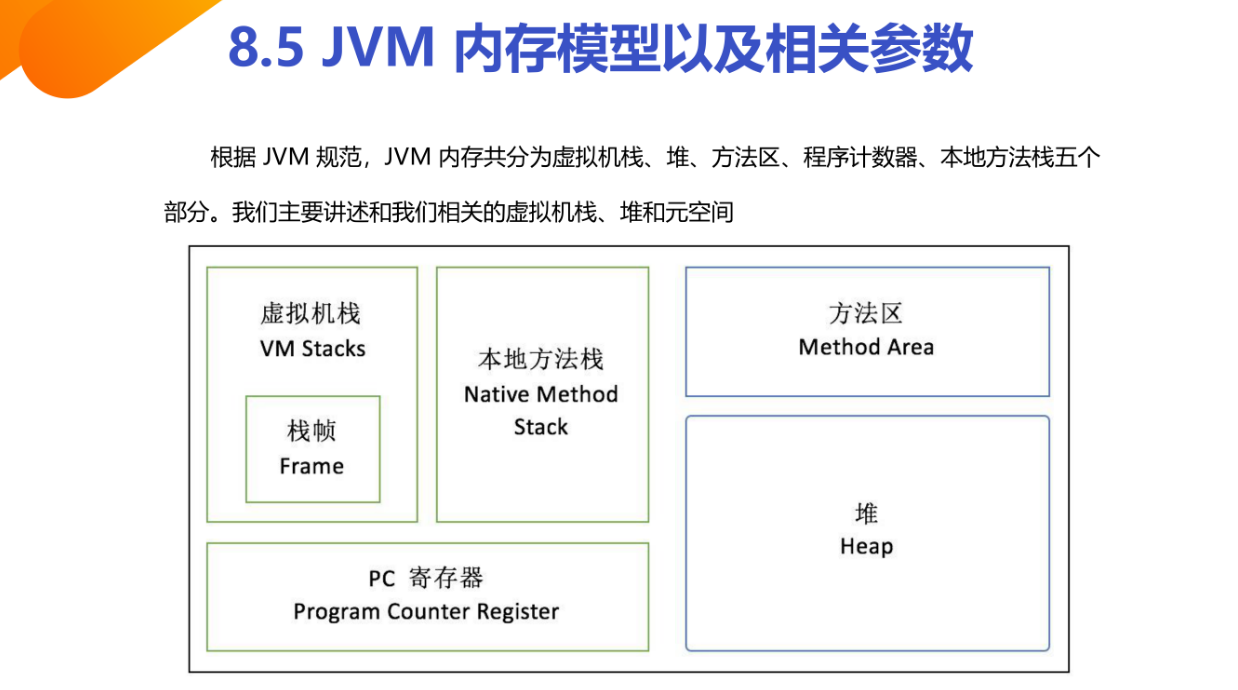 8.5 JVM 内存模型以及相关参数
根据 JVM 规范，JVM 内存共分为虚拟机栈、堆、方法区、程序计数器、本地方法栈五个
部分。我们主要讲述和我们相关的虚拟机栈、堆和元空间
虚拟机栈
VM Stacks
栈帧
Frame
本地方法栈
Native Method
Stack
PC 寄存器
Program Counter Register
方法区
Method Area
堆
Heap